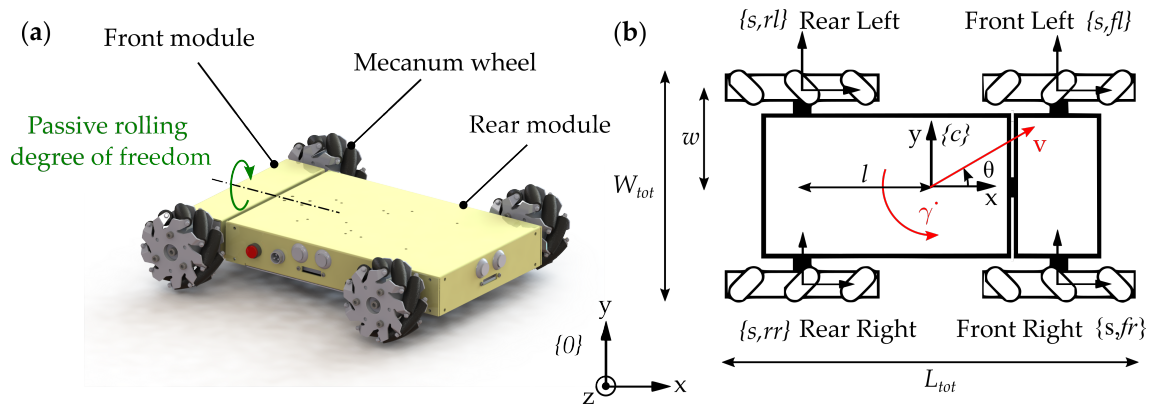 (a)
Front module
Mecanum wheel
Passive rolling
degree of freedom
Rear module
y
{0}
z
x
(b)
{s,rl} Rear Left
Front Left {s,fl}
w
W_tot
y {c}
v
θ
l
x
γ̇
{s,rr} Rear Right
Front Right {s,fr}
L_tot